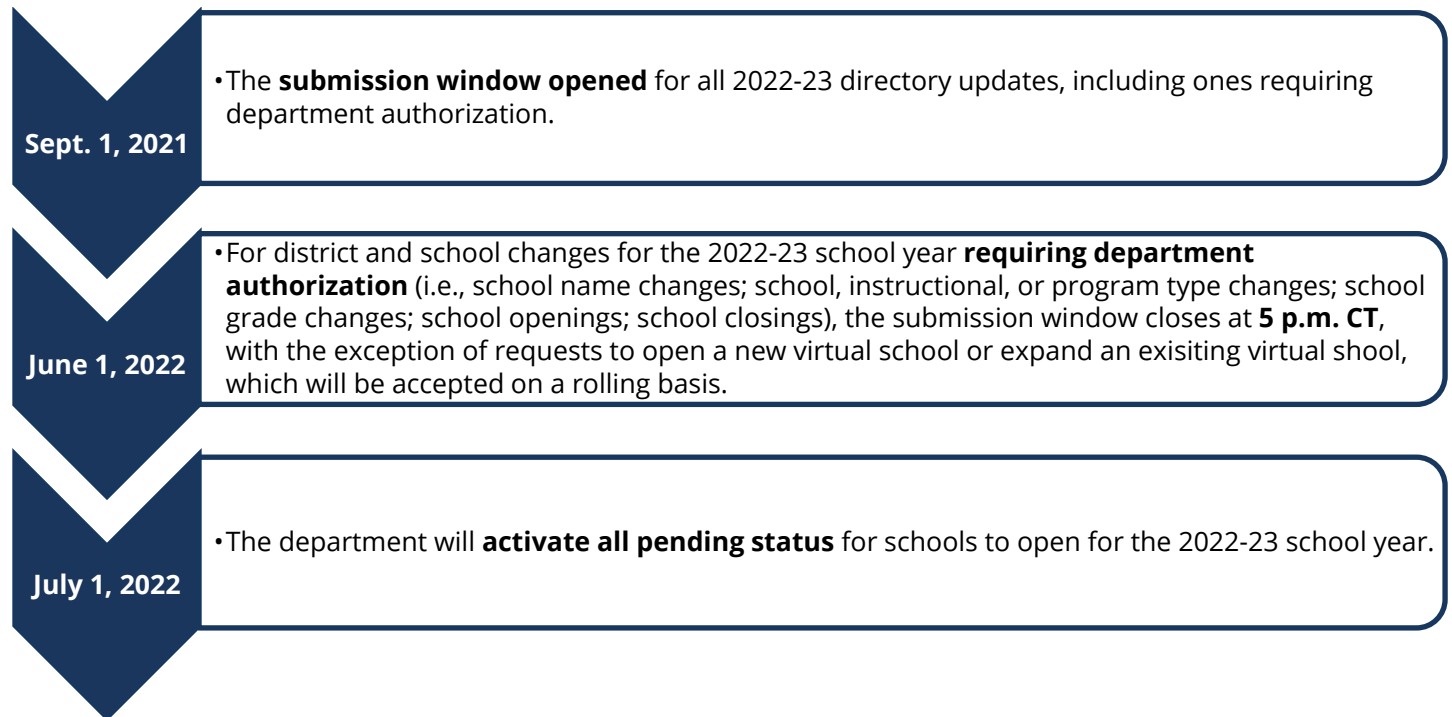 Sept. 1, 2021
•The submission window opened for all 2022-23 directory updates, including ones requiring
department authorization.
June 1, 2022
•For district and school changes for the 2022-23 school year requiring department
authorization (i.e., school name changes; school, instructional, or program type changes; school
grade changes; school openings; school closings), the submission window closes at 5 p.m. CT,
with the exception of requests to open a new virtual school or expand an exisiting virtual shool,
which will be accepted on a rolling basis.
July 1, 2022
•The department will activate all pending status for schools to open for the 2022-23 school year.